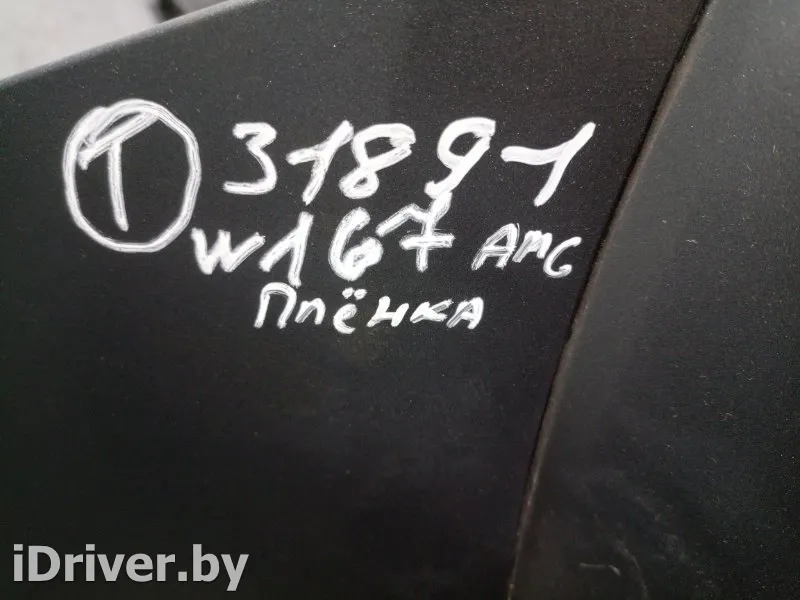 Т 31891
W167 AMG
Плёнка
iDriver.by